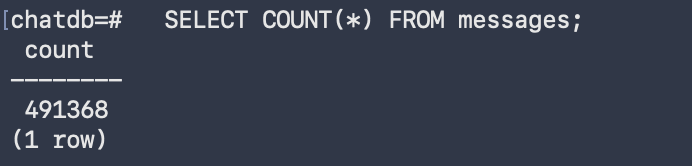 [chatdb=#   SELECT COUNT(*) FROM messages;
 count
--------
 491368
(1 row)